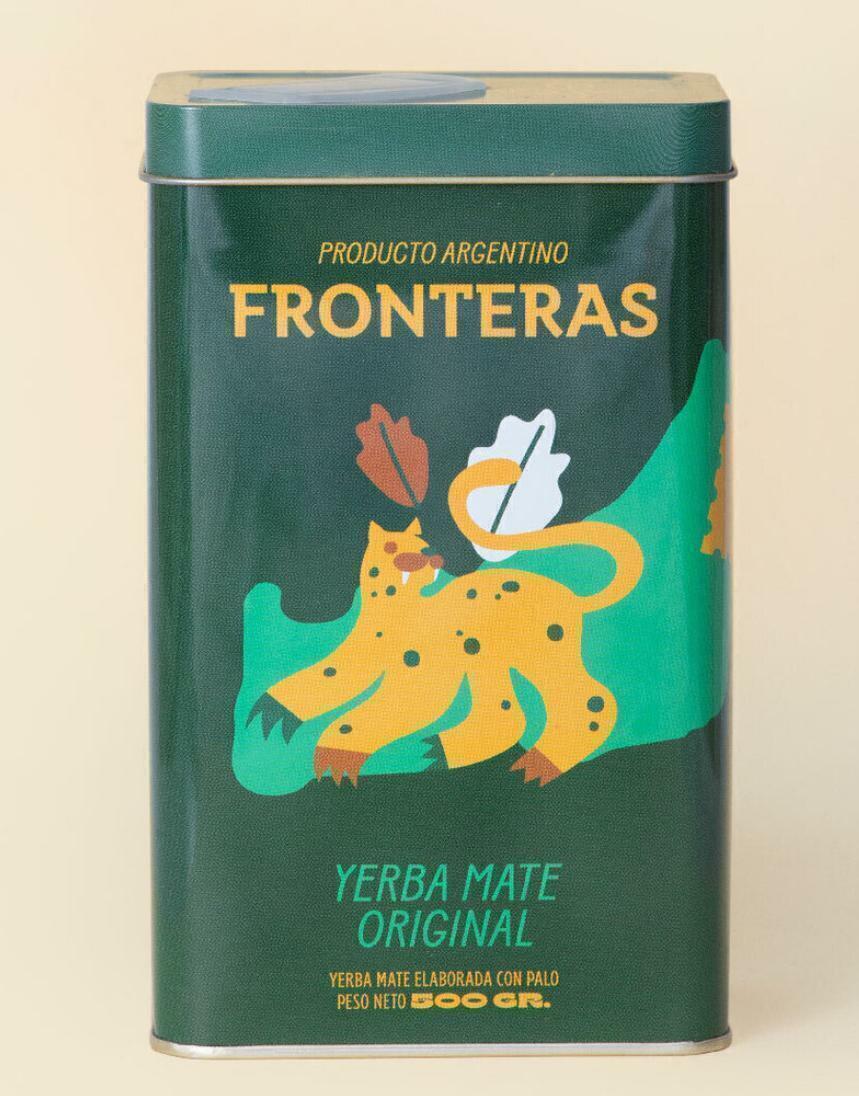 PRODUCTO ARGENTINO
FRONTERAS
YERBA MATE
ORIGINAL
YERBA MATE ELABORADA CON PALO
PESO NETO 500 GR.